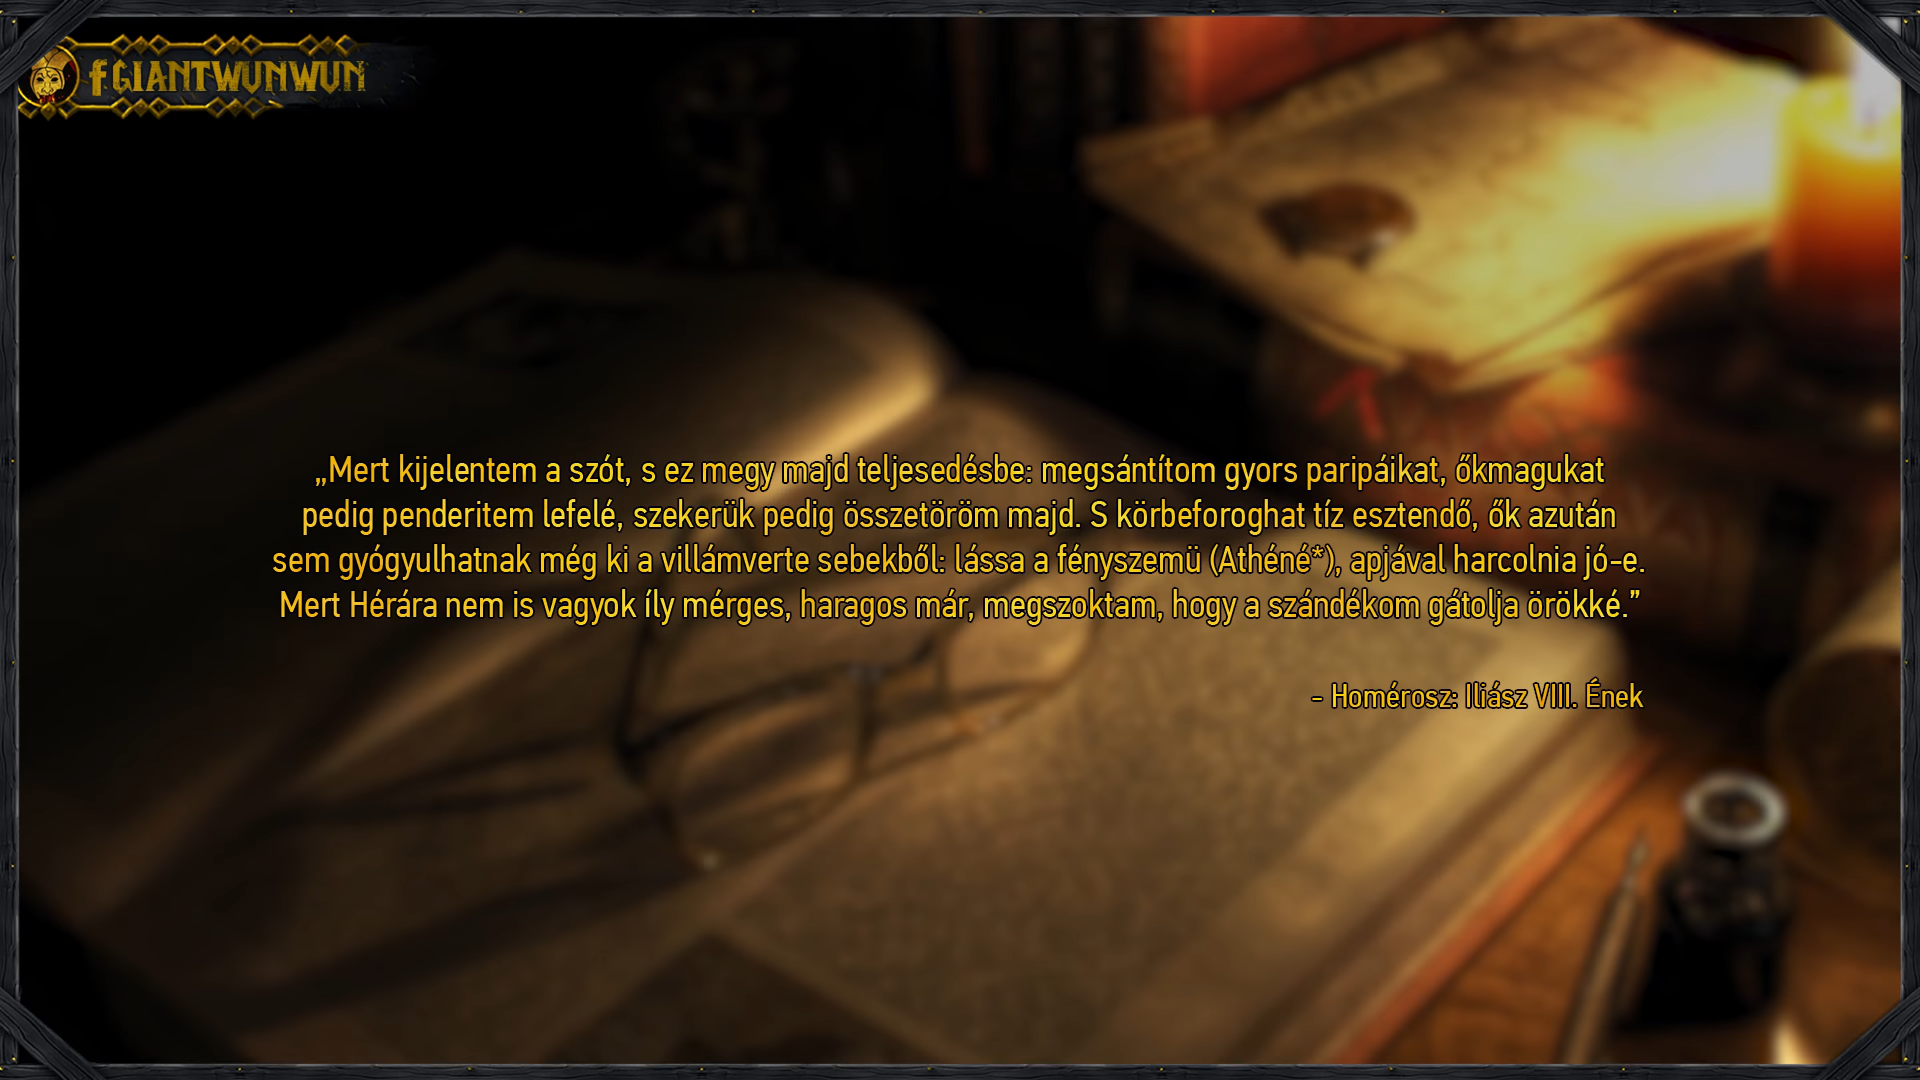 fGIANTWUNWUN
„Mert kijelentem a szót, s ez megy majd teljesedésbe: megsántítom gyors paripáikat, őkmagukat
pedig penderitem lefelé, szekerük pedig összetöröm majd. S körbeforoghat tíz esztendő, ők azután
sem gyógyulhatnak még ki a villámverte sebekből: lássa a fényszemü (Athéné*), apjával harcolnia jó-e.
Mert Hérára nem is vagyok íly mérges, haragos már, megszoktam, hogy a szándékom gátolja örökké.”
- Homérosz: Iliász VIII. Ének